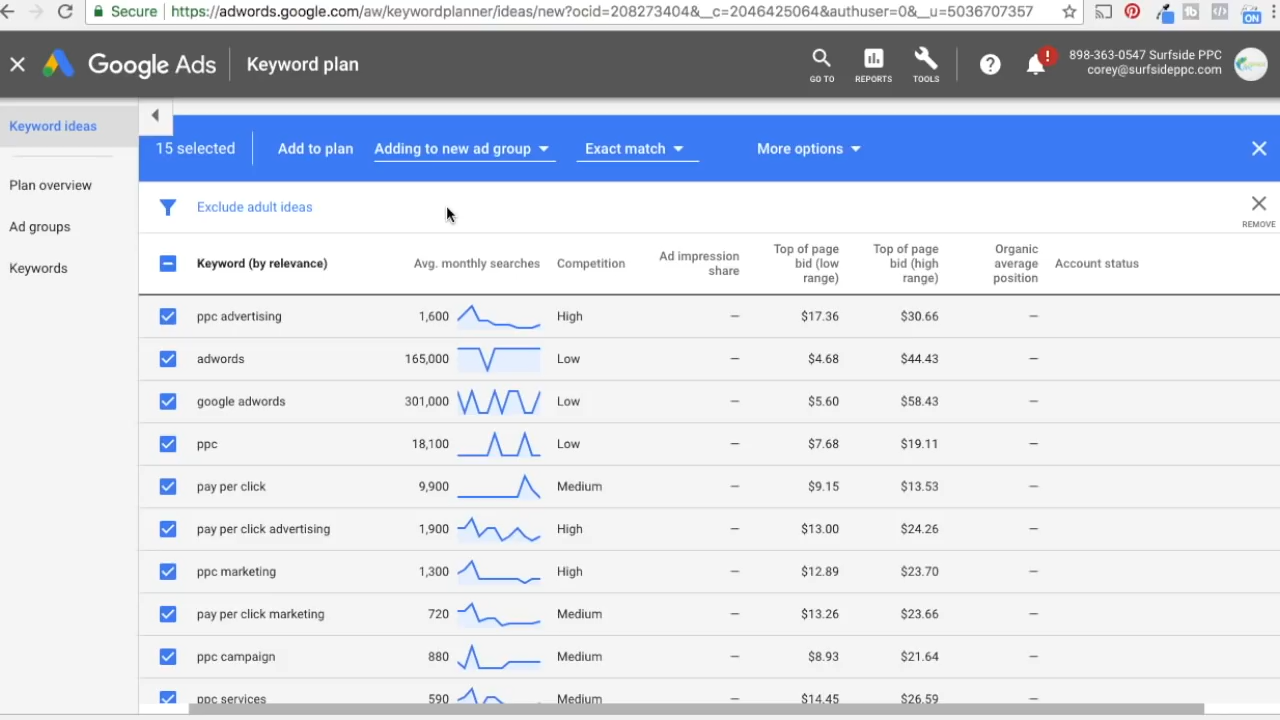 Secure https://adwords.google.com/aw/keywordplanner/ideas/new?ocid=208273404&__c=2046425064&authuser=0&__u=5036707357
ON
Google Ads Keyword plan
GO TO REPORTS TOOLS
898-363-0547 Surfside PPC
corey@surfsideppc.com
Keyword ideas
Plan overview
Ad groups
Keywords
15 selected Add to plan Adding to new ad group Exact match More options
Exclude adult ideas
REMOVE
Keyword (by relevance) Avg. monthly searches Competition Ad impression share Top of page bid (low range) Top of page bid (high range) Organic average position Account status
ppc advertising 1,600 High – $17.36 $30.66 –
adwords 165,000 Low – $4.68 $44.43 –
google adwords 301,000 Low – $5.60 $58.43 –
ppc 18,100 Low – $7.68 $19.11 –
pay per click 9,900 Medium – $9.15 $13.53 –
pay per click advertising 1,900 High – $13.00 $24.26 –
ppc marketing 1,300 High – $12.89 $23.70 –
pay per click marketing 720 Medium – $13.26 $23.66 –
ppc campaign 880 Medium – $8.93 $21.64 –
ppc services 590 Medium – $14.45 $26.59 –